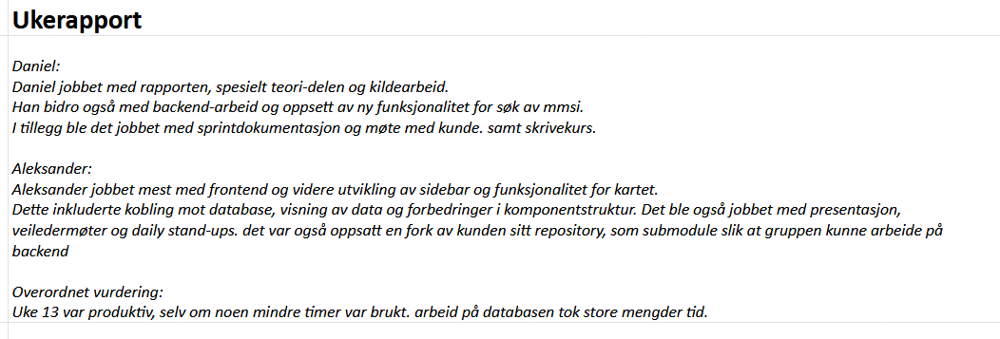 Ukerapport
Daniel:
Daniel jobbet med rapporten, spesielt teori-delen og kildearbeid.
Han bidro også med backend-arbeid og oppsett av ny funksjonalitet for søk av mmsi.
I tillegg ble det jobbet med sprintdokumentasjon og møte med kunde. samt skrivekurs.
Aleksander:
Aleksander jobbet mest med frontend og videre utvikling av sidebar og funksjonalitet for kartet.
Dette inkluderte kobling mot database, visning av data og forbedringer i komponentstruktur. Det ble også jobbet med presentasjon,
veiledermøter og daily stand-ups. det var også oppsatt en fork av kunden sitt repository, som submodule slik at gruppen kunne arbeide på
backend
Overordnet vurdering:
Uke 13 var produktiv, selv om noen mindre timer var brukt. arbeid på databasen tok store mengder tid.